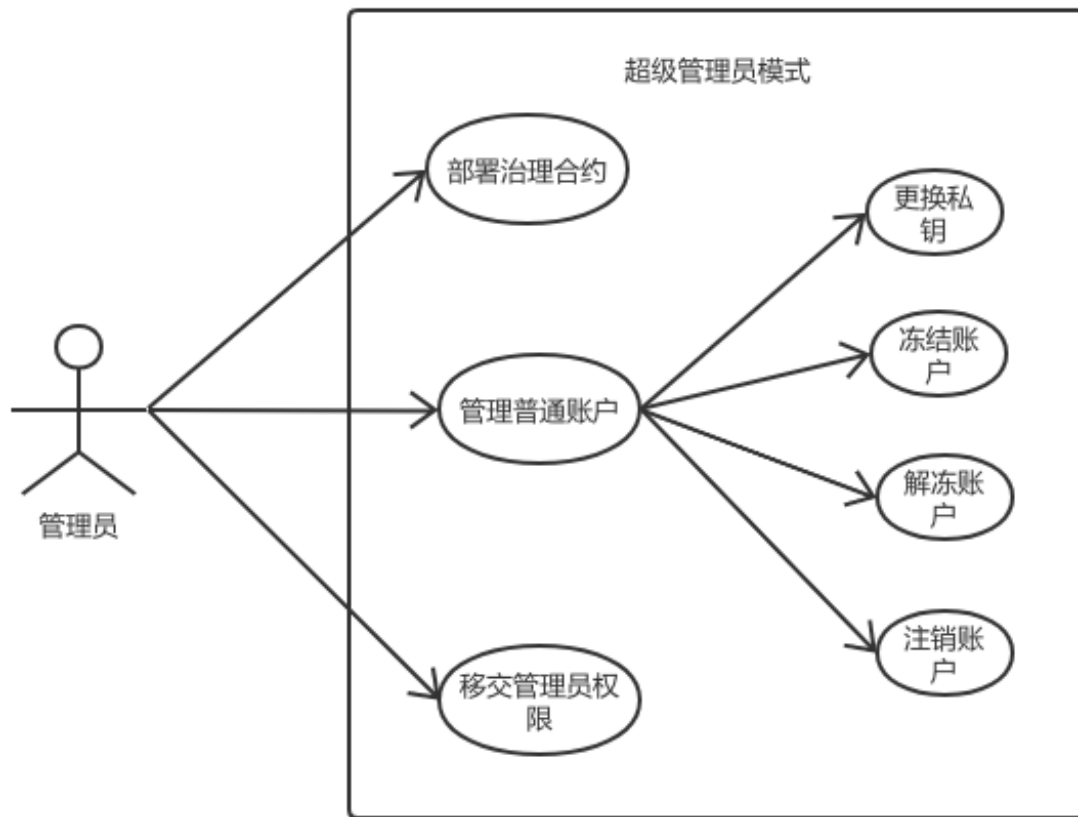 超级管理员模式
部署治理合约
更换私
钥
冻结账
户
管理普通账户
解冻账
户
管理员
注销账
户
移交管理员权
限